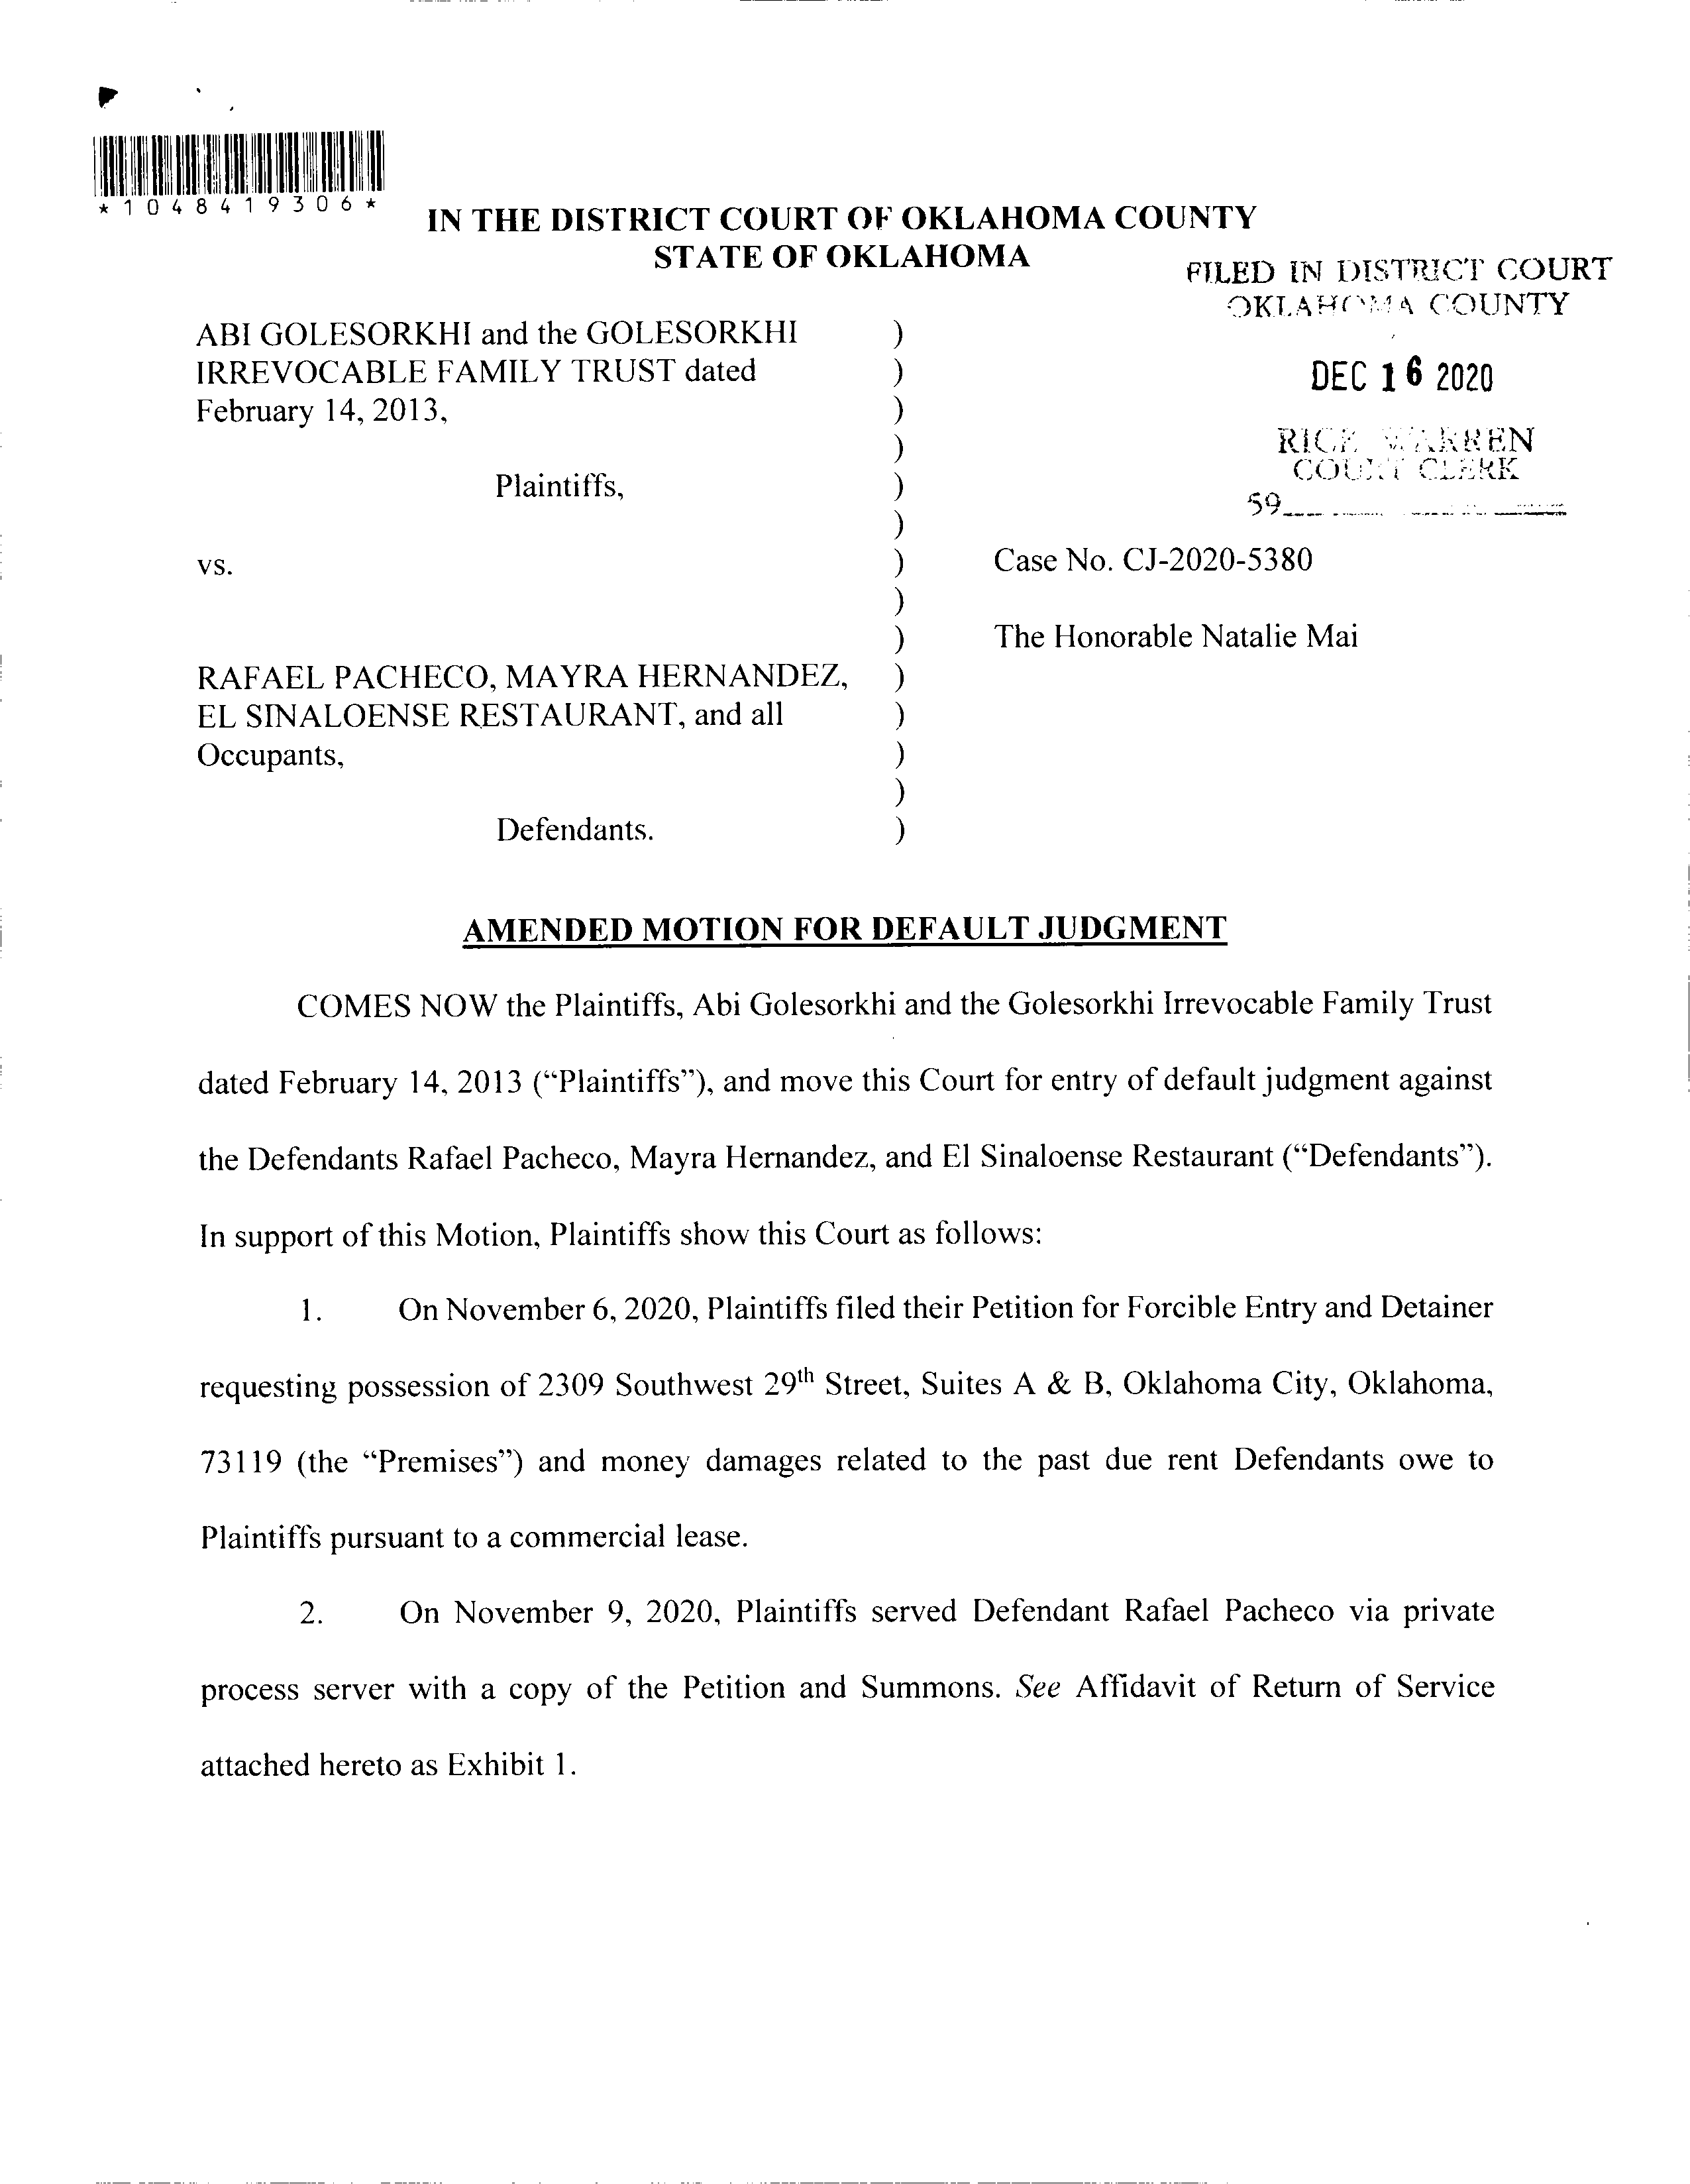 *1048419306*
IN THE DISTRICT COURT OF OKLAHOMA COUNTY
STATE OF OKLAHOMA
FILED IN DISTRICT COURT
OKLAHOMA COUNTY
DEC 16 2020
RICK WARREN
COURT CLERK
59
ABI GOLESORKHI and the GOLESORKHI )
IRREVOCABLE FAMILY TRUST dated )
February 14, 2013, )
)
Plaintiffs, )
)
vs. ) Case No. CJ-2020-5380
)
) The Honorable Natalie Mai
RAFAEL PACHECO, MAYRA HERNANDEZ, )
EL SINALOENSE RESTAURANT, and all )
Occupants, )
)
Defendants. )
AMENDED MOTION FOR DEFAULT JUDGMENT
COMES NOW the Plaintiffs, Abi Golesorkhi and the Golesorkhi Irrevocable Family Trust
dated February 14, 2013 (“Plaintiffs”), and move this Court for entry of default judgment against
the Defendants Rafael Pacheco, Mayra Hernandez, and El Sinaloense Restaurant (“Defendants”).
In support of this Motion, Plaintiffs show this Court as follows:
1. On November 6, 2020, Plaintiffs filed their Petition for Forcible Entry and Detainer
requesting possession of 2309 Southwest 29th Street, Suites A & B, Oklahoma City, Oklahoma,
73119 (the “Premises”) and money damages related to the past due rent Defendants owe to
Plaintiffs pursuant to a commercial lease.
2. On November 9, 2020, Plaintiffs served Defendant Rafael Pacheco via private
process server with a copy of the Petition and Summons. See Affidavit of Return of Service
attached hereto as Exhibit 1.